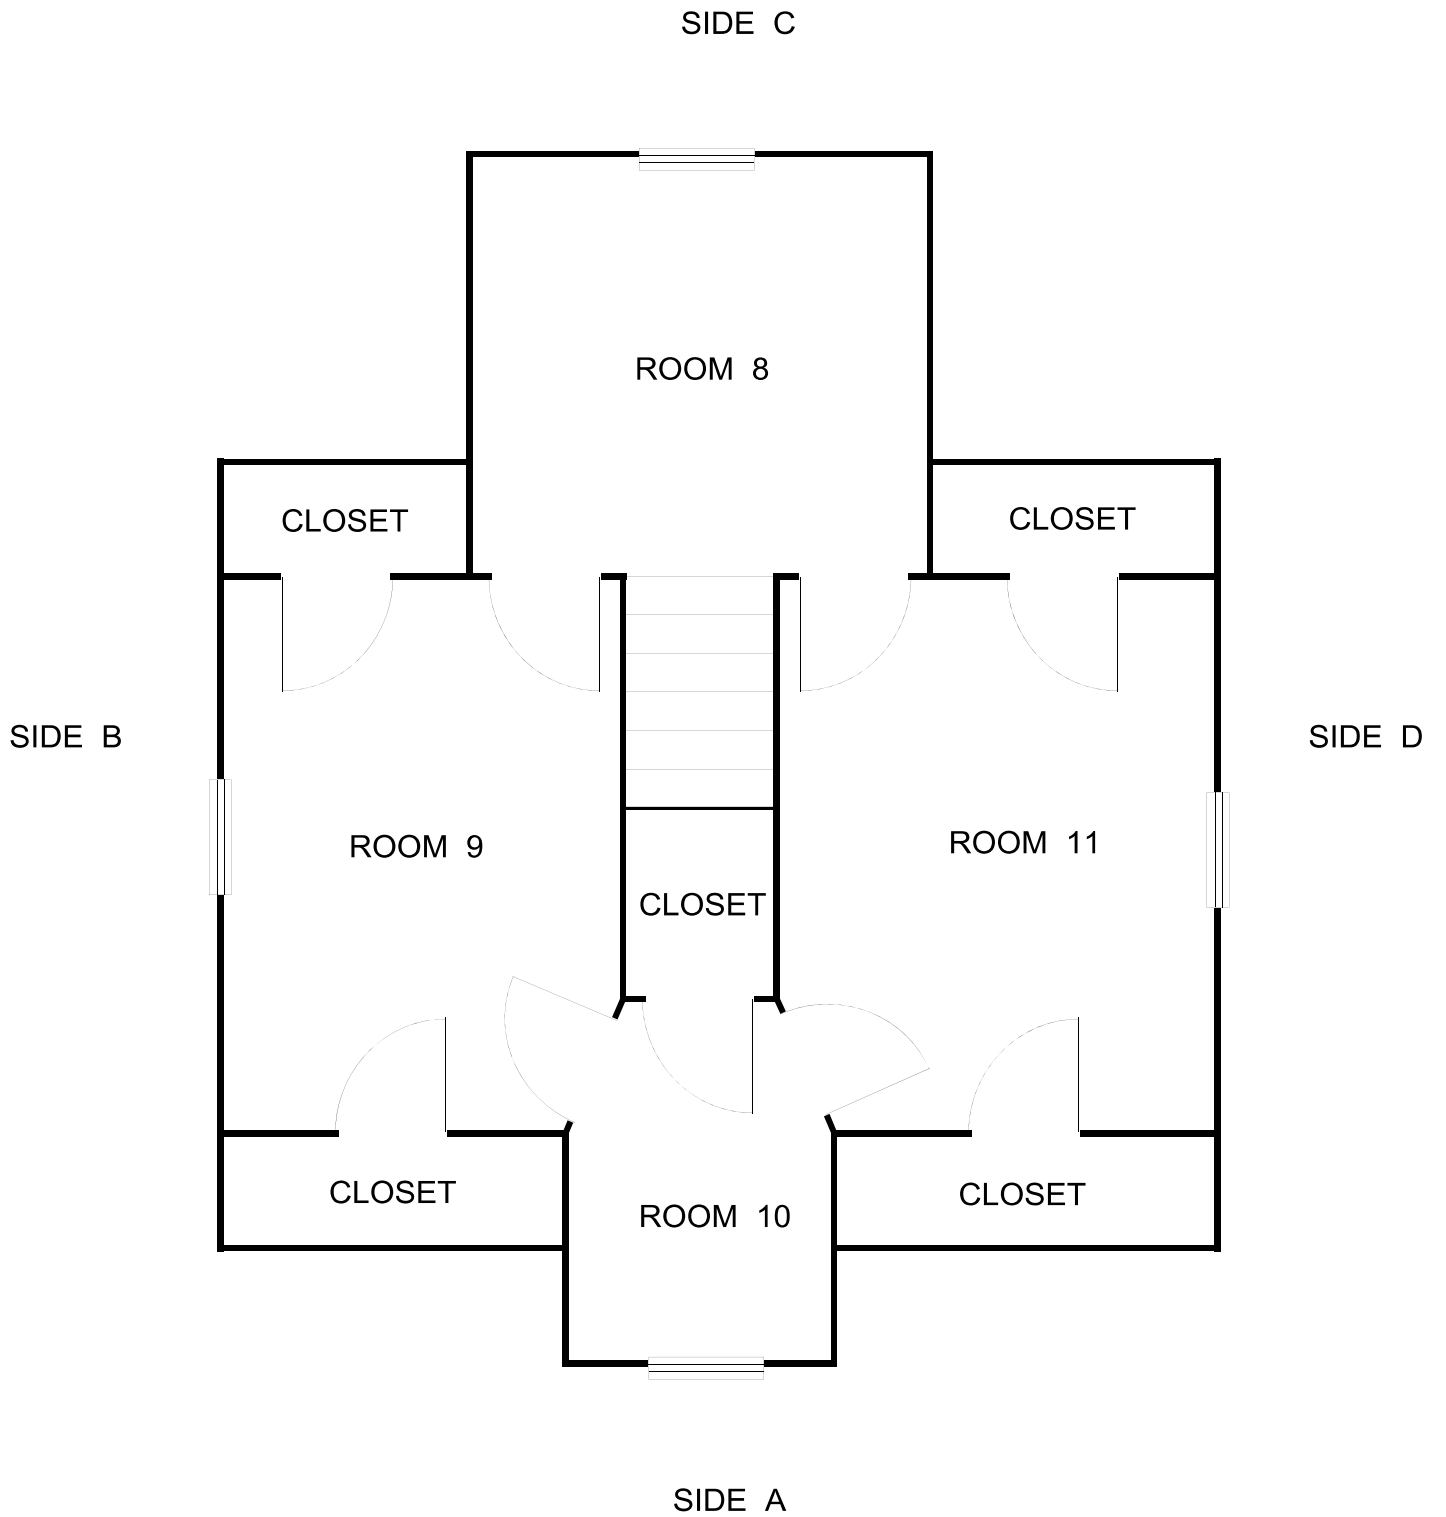 SIDE C
ROOM 8
CLOSET
CLOSET
SIDE B
SIDE D
ROOM 9
ROOM 11
CLOSET
CLOSET
CLOSET
ROOM 10
SIDE A